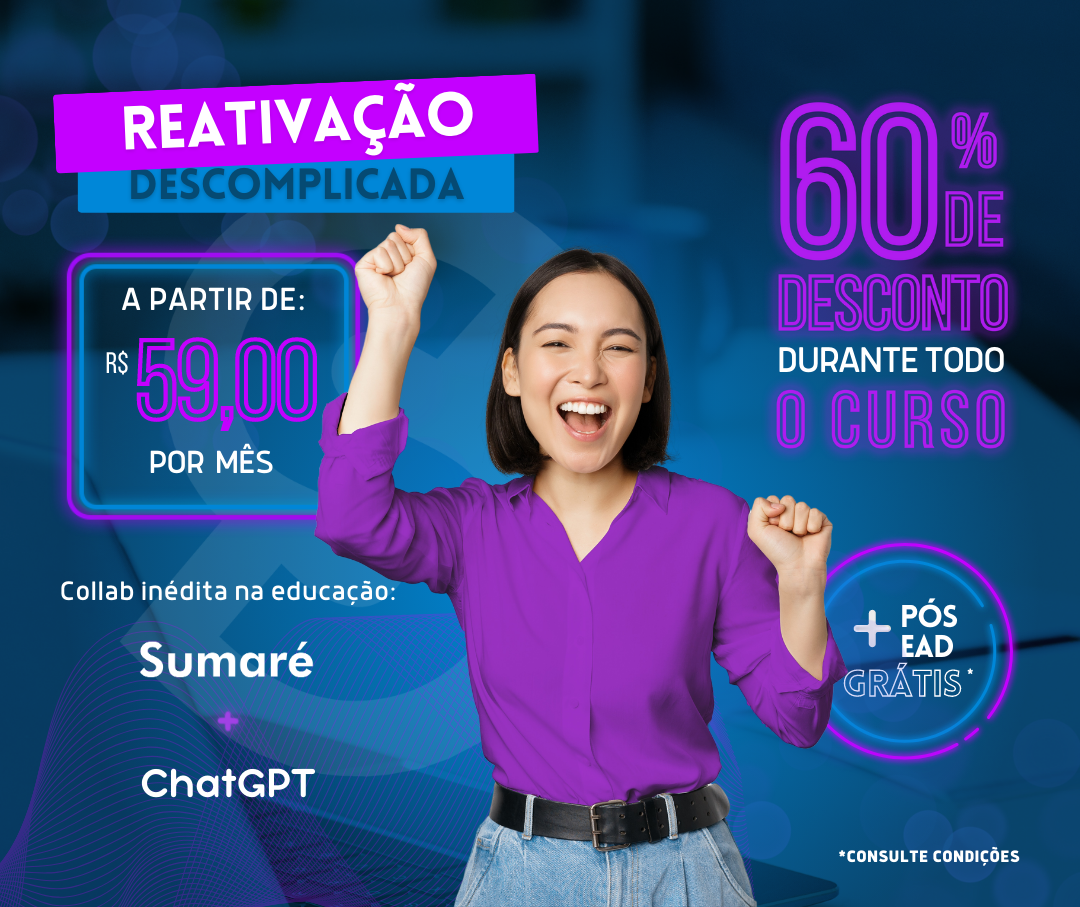 REATIVAÇÃO
DESCOMPLICADA
A PARTIR DE:
R$ 59,00
POR MÊS
60% DE
DESCONTO
DURANTE TODO
O CURSO
Collab inédita na educação:
Sumaré
+
ChatGPT
+ PÓS
EAD
GRÁTIS*
*CONSULTE CONDIÇÕES